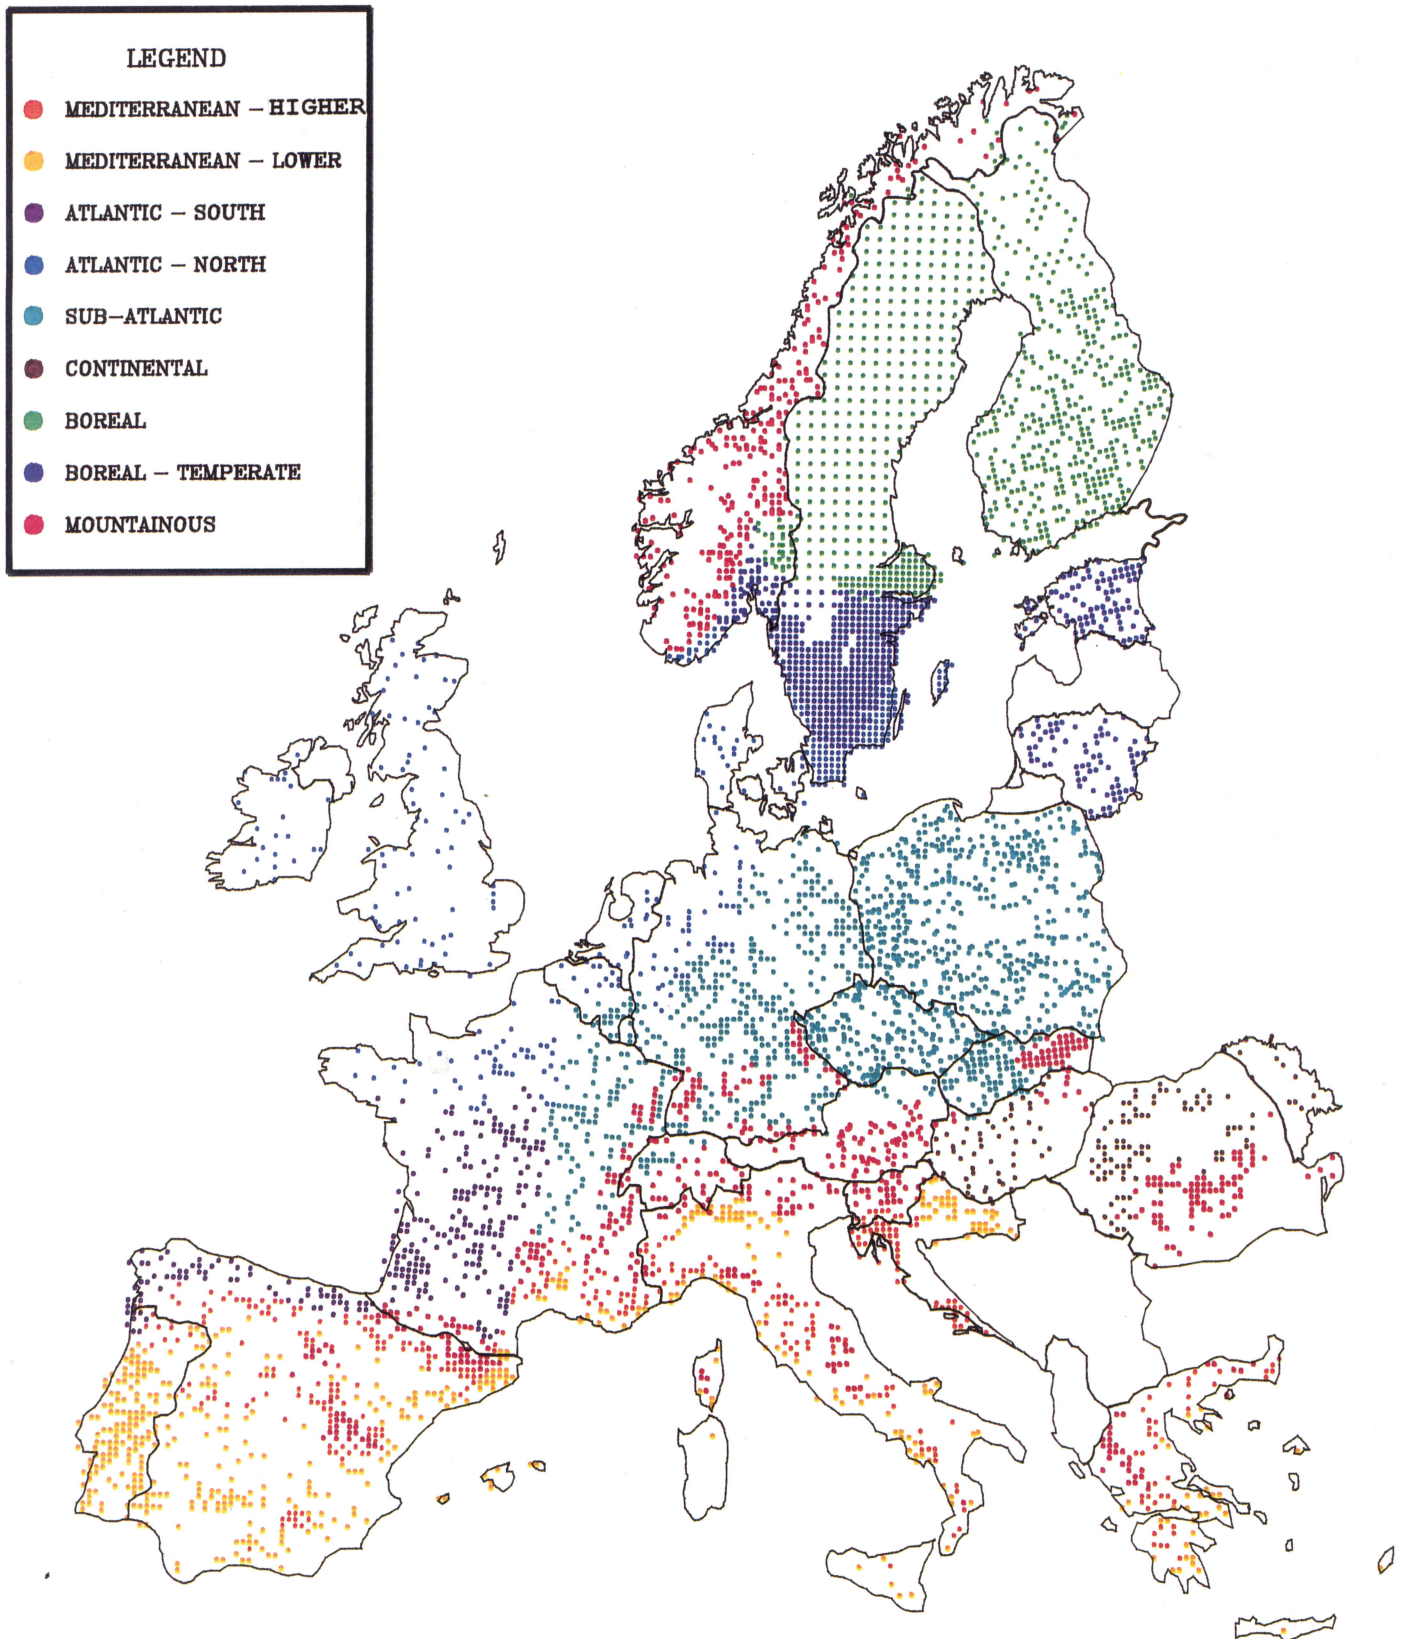 LEGEND
MEDITERRANEAN – HIGHER
MEDITERRANEAN – LOWER
ATLANTIC – SOUTH
ATLANTIC – NORTH
SUB–ATLANTIC
CONTINENTAL
BOREAL
BOREAL – TEMPERATE
MOUNTAINOUS